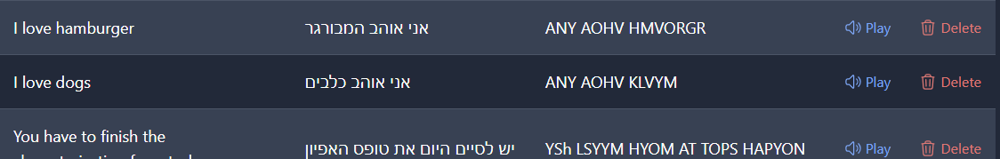 I love hamburger אני אוהב המבורגר ANY AOHV HMVORGR Play Delete
I love dogs אני אוהב כלבים ANY AOHV KLVYM Play Delete
You have to finish the
יש לסיים היום את טופס האפיון YSh LSYYM HYOM AT TOPS HAPYON Play Delete